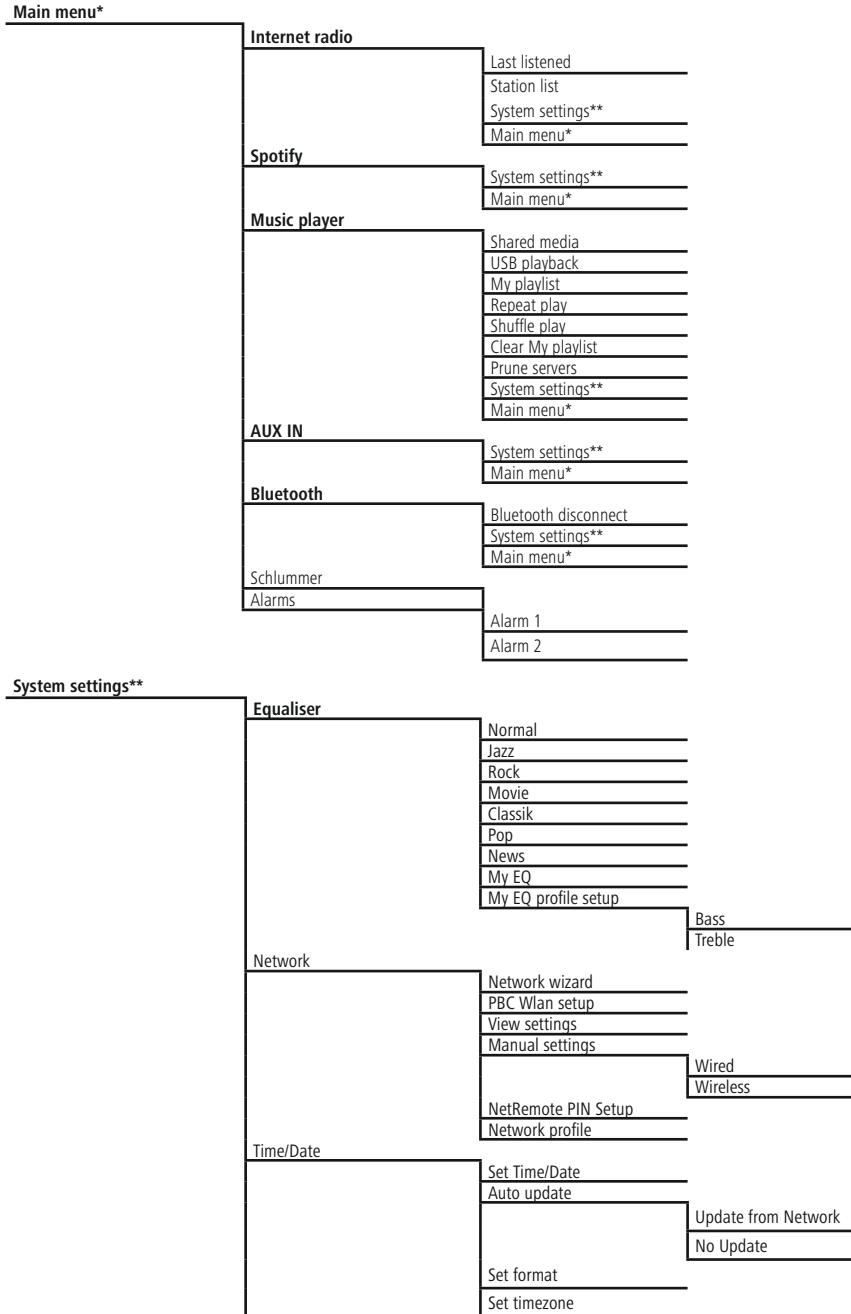 Main menu*
Internet radio
Last listened
Station list
System settings**
Main menu*
Spotify
System settings**
Main menu*
Music player
Shared media
USB playback
My playlist
Repeat play
Shuffle play
Clear My playlist
Prune servers
System settings**
Main menu*
AUX IN
System settings**
Main menu*
Bluetooth
Bluetooth disconnect
System settings**
Main menu*
Schlummer
Alarms
Alarm 1
Alarm 2
System settings**
Equaliser
Normal
Jazz
Rock
Movie
Classik
Pop
News
My EQ
My EQ profile setup
Bass
Treble
Network
Network wizard
PBC Wlan setup
View settings
Manual settings
Wired
Wireless
NetRemote PIN Setup
Network profile
Time/Date
Set Time/Date
Auto update
Update from Network
No Update
Set format
Set timezone